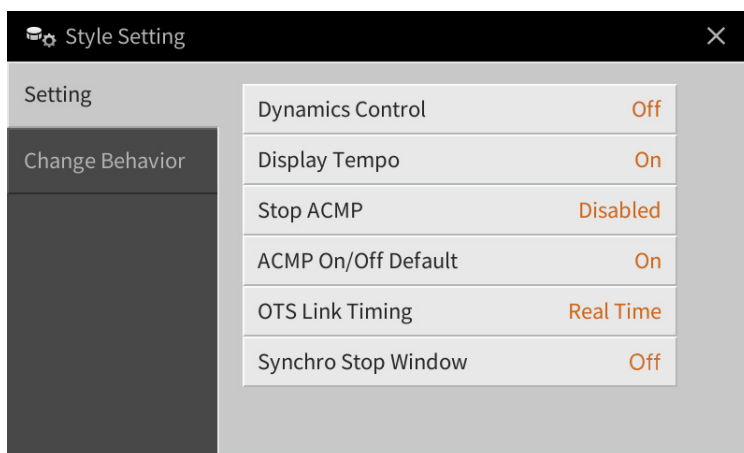 Style Setting
Setting
Change Behavior
Dynamics Control Off
Display Tempo On
Stop ACMP Disabled
ACMP On/Off Default On
OTS Link Timing Real Time
Synchro Stop Window Off